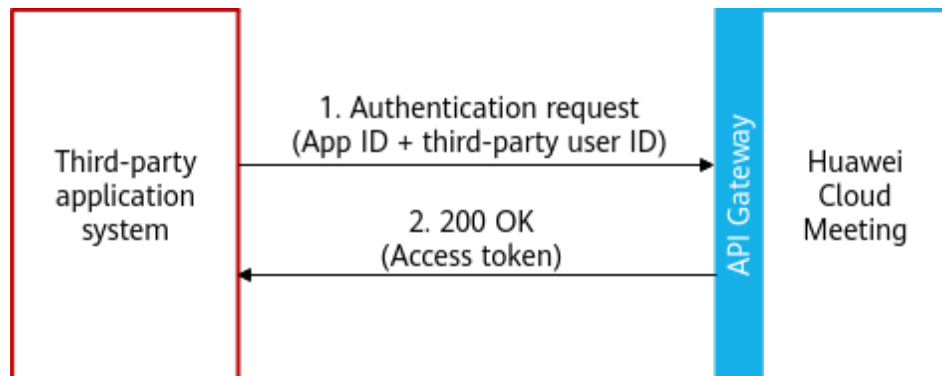 Third-party
application
system
1. Authentication request
(App ID + third-party user ID)
2. 200 OK
(Access token)
API Gateway
Huawei
Cloud
Meeting